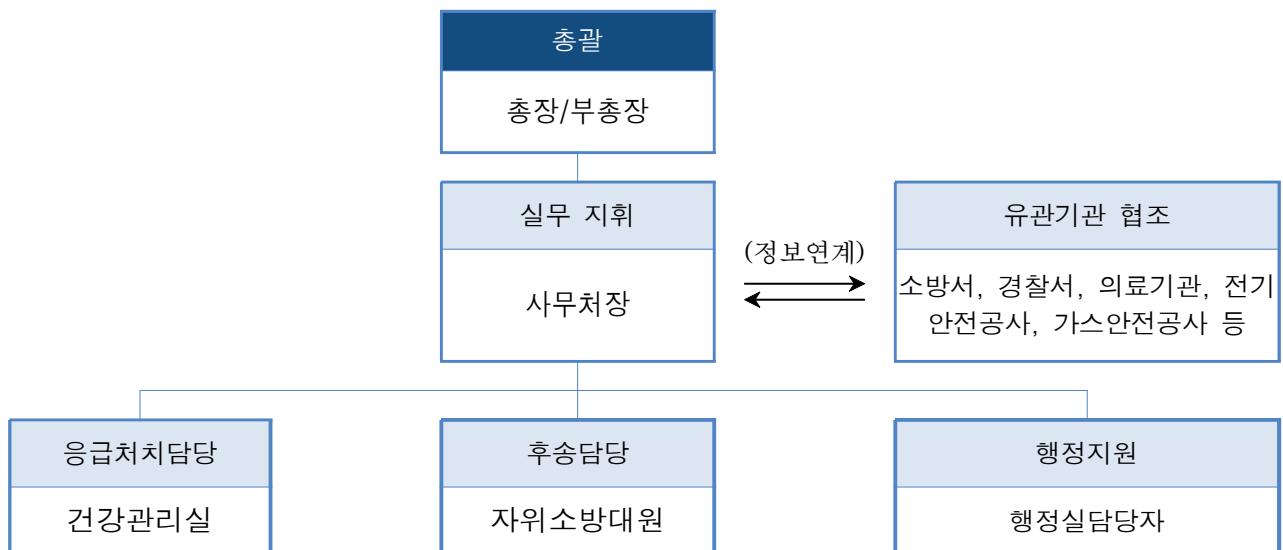 총괄
총장/부총장
실무 지휘
유관기관 협조
(정보연계)
사무처장
소방서, 경찰서, 의료기관, 전기
안전공사, 가스안전공사 등
응급처치담당
후송담당
행정지원
건강관리실
자위소방대원
행정실담당자